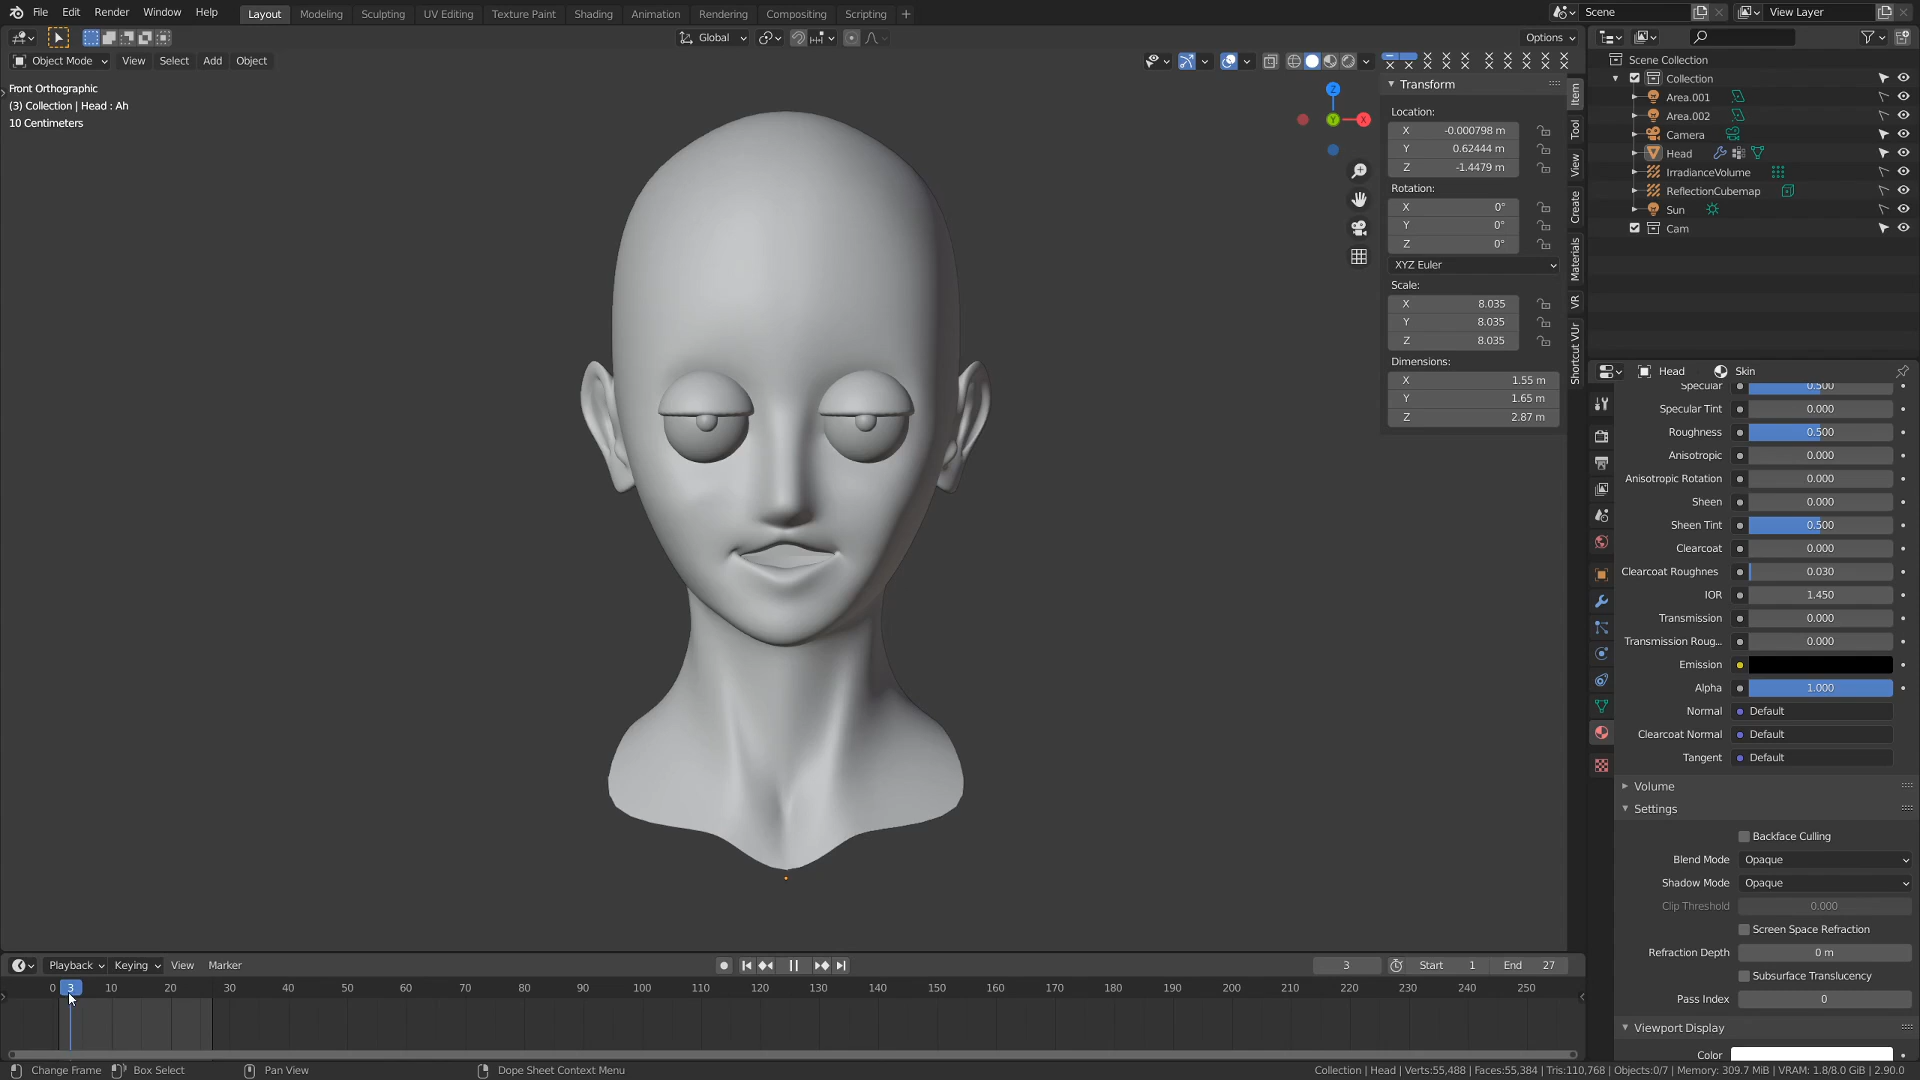 File Edit Render Window Help Layout Modeling Sculpting UV Editing Texture Paint Shading Animation Rendering Compositing Scripting + Scene View Layer
Global Options
Object Mode View Select Add Object
Front Orthographic
(3) Collection | Head : Ah
10 Centimeters
Z
Y
X
Transform
Location:
X -0.000798 m
Y 0.62444 m
Z -1.4479 m
Rotation:
X 0°
Y 0°
Z 0°
XYZ Euler
Scale:
X 8.035
Y 8.035
Z 8.035
Dimensions:
X 1.55 m
Y 1.65 m
Z 2.87 m
Item
Tool
View
Create
Materials
VR
Shortcut VUr
Scene Collection
Collection
Area.001
Area.002
Camera
Head
IrradianceVolume
ReflectionCubemap
Sun
Cam
Head Skin
Specular 0.500
Specular Tint 0.000
Roughness 0.500
Anisotropic 0.000
Anisotropic Rotation 0.000
Sheen 0.000
Sheen Tint 0.500
Clearcoat 0.000
Clearcoat Roughnes 0.030
IOR 1.450
Transmission 0.000
Transmission Roug... 0.000
Emission
Alpha 1.000
Normal Default
Clearcoat Normal Default
Tangent Default
Volume
Settings
Backface Culling
Blend Mode Opaque
Shadow Mode Opaque
Clip Threshold 0.000
Screen Space Refraction
Refraction Depth 0 m
Subsurface Translucency
Pass Index 0
Viewport Display
Color
Playback Keying View Marker 3 Start 1 End 27
0 3 10 20 30 40 50 60 70 80 90 100 110 120 130 140 150 160 170 180 190 200 210 220 230 240 250
Change Frame Box Select Pan View Dope Sheet Context Menu Collection | Head | Verts:55,488 | Faces:55,384 | Tris:110,768 | Objects:0/7 | Memory: 309.7 MiB | VRAM: 1.8/8.0 GiB | 2.90.0